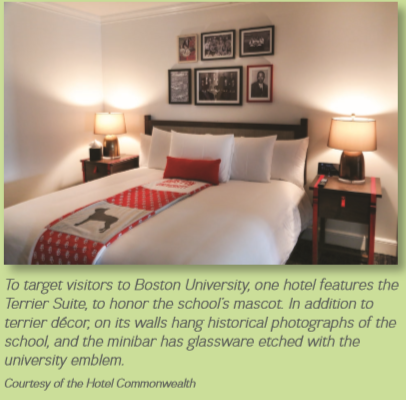 To target visitors to Boston University, one hotel features the
Terrier Suite, to honor the school's mascot. In addition to
terrier décor, on its walls hang historical photographs of the
school, and the minibar has glassware etched with the
university emblem.
Courtesy of the Hotel Commonwealth